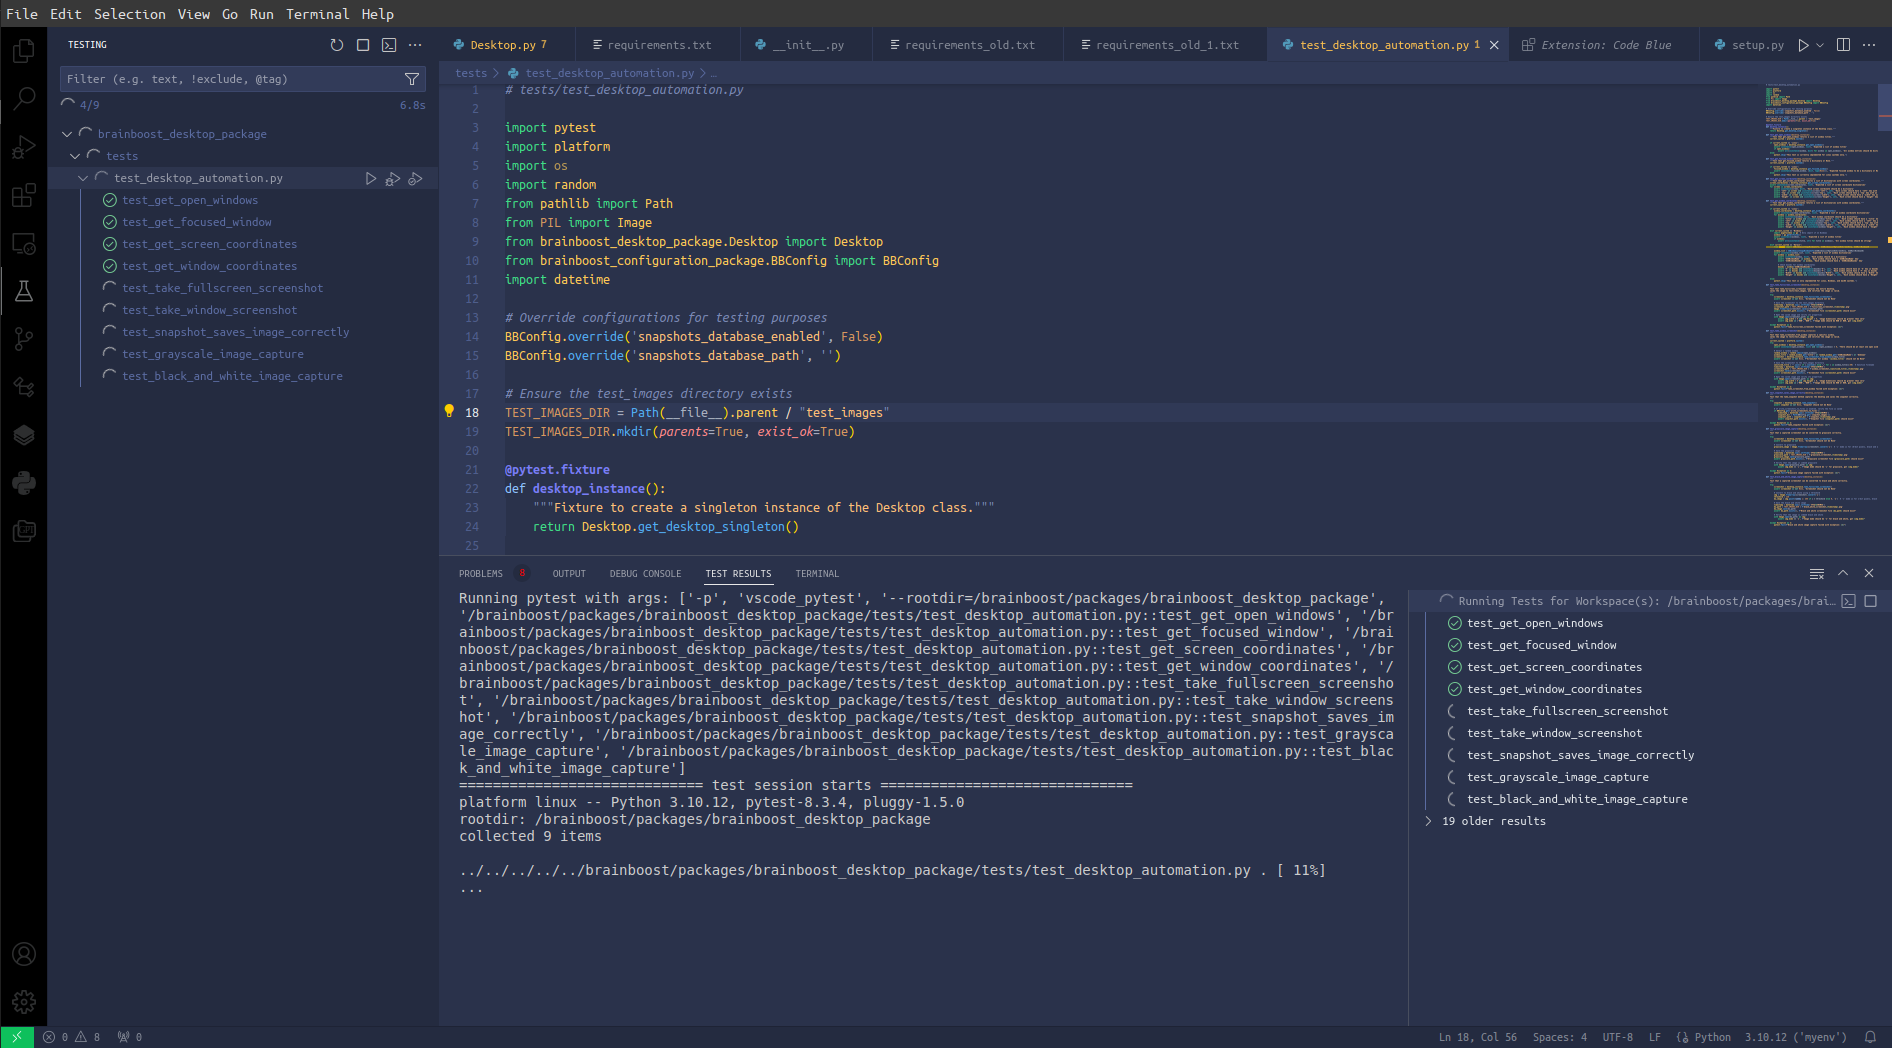 File Edit Selection View Go Run Terminal Help
TESTING
Filter (e.g. text, !exclude, @tag)
4/9 6.8s
brainboost_desktop_package
tests
test_desktop_automation.py
test_get_open_windows
test_get_focused_window
test_get_screen_coordinates
test_get_window_coordinates
test_take_fullscreen_screenshot
test_take_window_screenshot
test_snapshot_saves_image_correctly
test_grayscale_image_capture
test_black_and_white_image_capture
Desktop.py 7 requirements.txt __init__.py requirements_old.txt requirements_old_1.txt test_desktop_automation.py 1 Extension: Code Blue setup.py
tests > test_desktop_automation.py > ...
1 # tests/test_desktop_automation.py
2
3 import pytest
4 import platform
5 import os
6 import random
7 from pathlib import Path
8 from PIL import Image
9 from brainboost_desktop_package.Desktop import Desktop
10 from brainboost_configuration_package.BBConfig import BBConfig
11 import datetime
12
13 # Override configurations for testing purposes
14 BBConfig.override('snapshots_database_enabled', False)
15 BBConfig.override('snapshots_database_path', '')
16
17 # Ensure the test_images directory exists
18 TEST_IMAGES_DIR = Path(__file__).parent / "test_images"
19 TEST_IMAGES_DIR.mkdir(parents=True, exist_ok=True)
20
21 @pytest.fixture
22 def desktop_instance():
23 """Fixture to create a singleton instance of the Desktop class."""
24 return Desktop.get_desktop_singleton()
25
PROBLEMS 8 OUTPUT DEBUG CONSOLE TEST RESULTS TERMINAL
Running pytest with args: ['-p', 'vscode_pytest', '--rootdir=/brainboost/packages/brainboost_desktop_package',
'/brainboost/packages/brainboost_desktop_package/tests/test_desktop_automation.py::test_get_open_windows', '/br
ainboost/packages/brainboost_desktop_package/tests/test_desktop_automation.py::test_get_focused_window', '/brai
nboost/packages/brainboost_desktop_package/tests/test_desktop_automation.py::test_get_screen_coordinates', '/br
ainboost/packages/brainboost_desktop_package/tests/test_desktop_automation.py::test_get_window_coordinates', '/
brainboost/packages/brainboost_desktop_package/tests/test_desktop_automation.py::test_take_fullscreen_screensho
t', '/brainboost/packages/brainboost_desktop_package/tests/test_desktop_automation.py::test_take_window_screens
hot', '/brainboost/packages/brainboost_desktop_package/tests/test_desktop_automation.py::test_snapshot_saves_im
age_correctly', '/brainboost/packages/brainboost_desktop_package/tests/test_desktop_automation.py::test_graysca
le_image_capture', '/brainboost/packages/brainboost_desktop_package/tests/test_desktop_automation.py::test_blac
k_and_white_image_capture']
============================= test session starts ==============================
platform linux -- Python 3.10.12, pytest-8.3.4, pluggy-1.5.0
rootdir: /brainboost/packages/brainboost_desktop_package
collected 9 items
../../../../../brainboost/packages/brainboost_desktop_package/tests/test_desktop_automation.py . [ 11%]
...
Running Tests for Workspace(s): /brainboost/packages/brai...
test_get_open_windows
test_get_focused_window
test_get_screen_coordinates
test_get_window_coordinates
test_take_fullscreen_screenshot
test_take_window_screenshot
test_snapshot_saves_image_correctly
test_grayscale_image_capture
test_black_and_white_image_capture
19 older results
0 8 0 Ln 18, Col 56 Spaces: 4 UTF-8 LF Python 3.10.12 ('myenv')